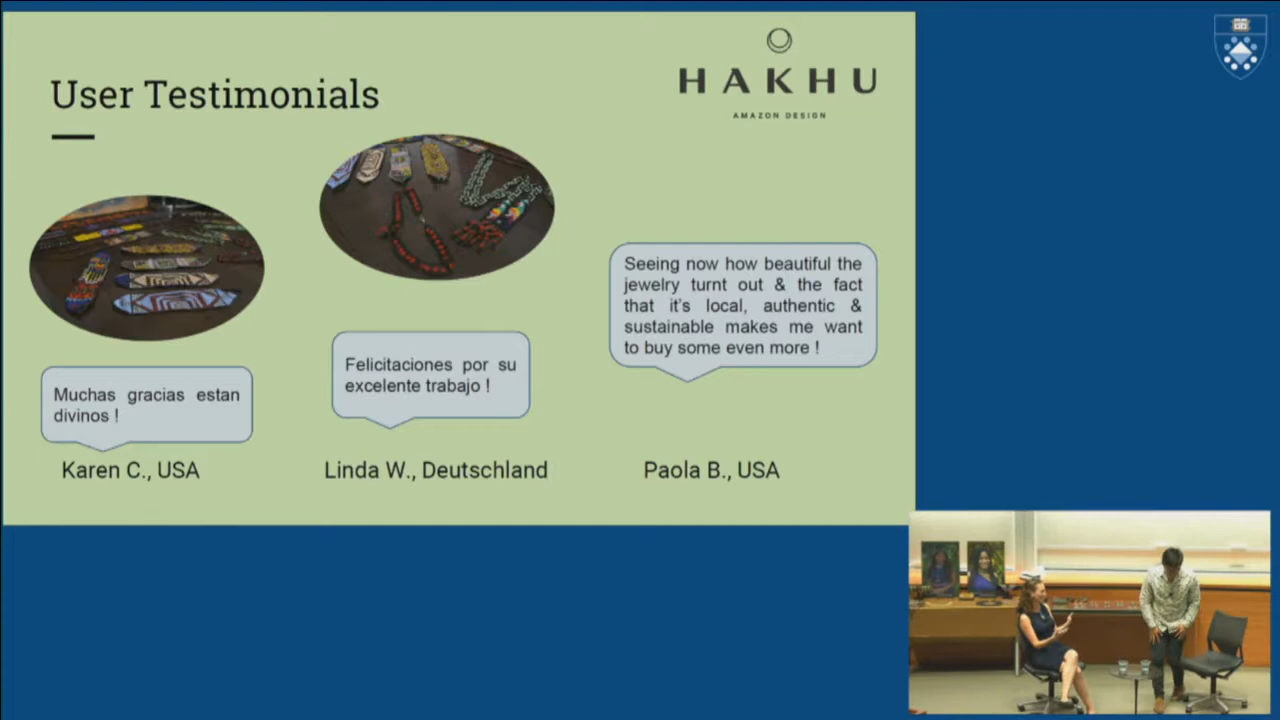 User Testimonials
HAKHU
AMAZON DESIGN
Muchas gracias estan
divinos !
Karen C., USA
Felicitaciones por su
excelente trabajo !
Linda W., Deutschland
Seeing now how beautiful the
jewelry turnt out & the fact
that it's local, authentic &
sustainable makes me want
to buy some even more !
Paola B., USA